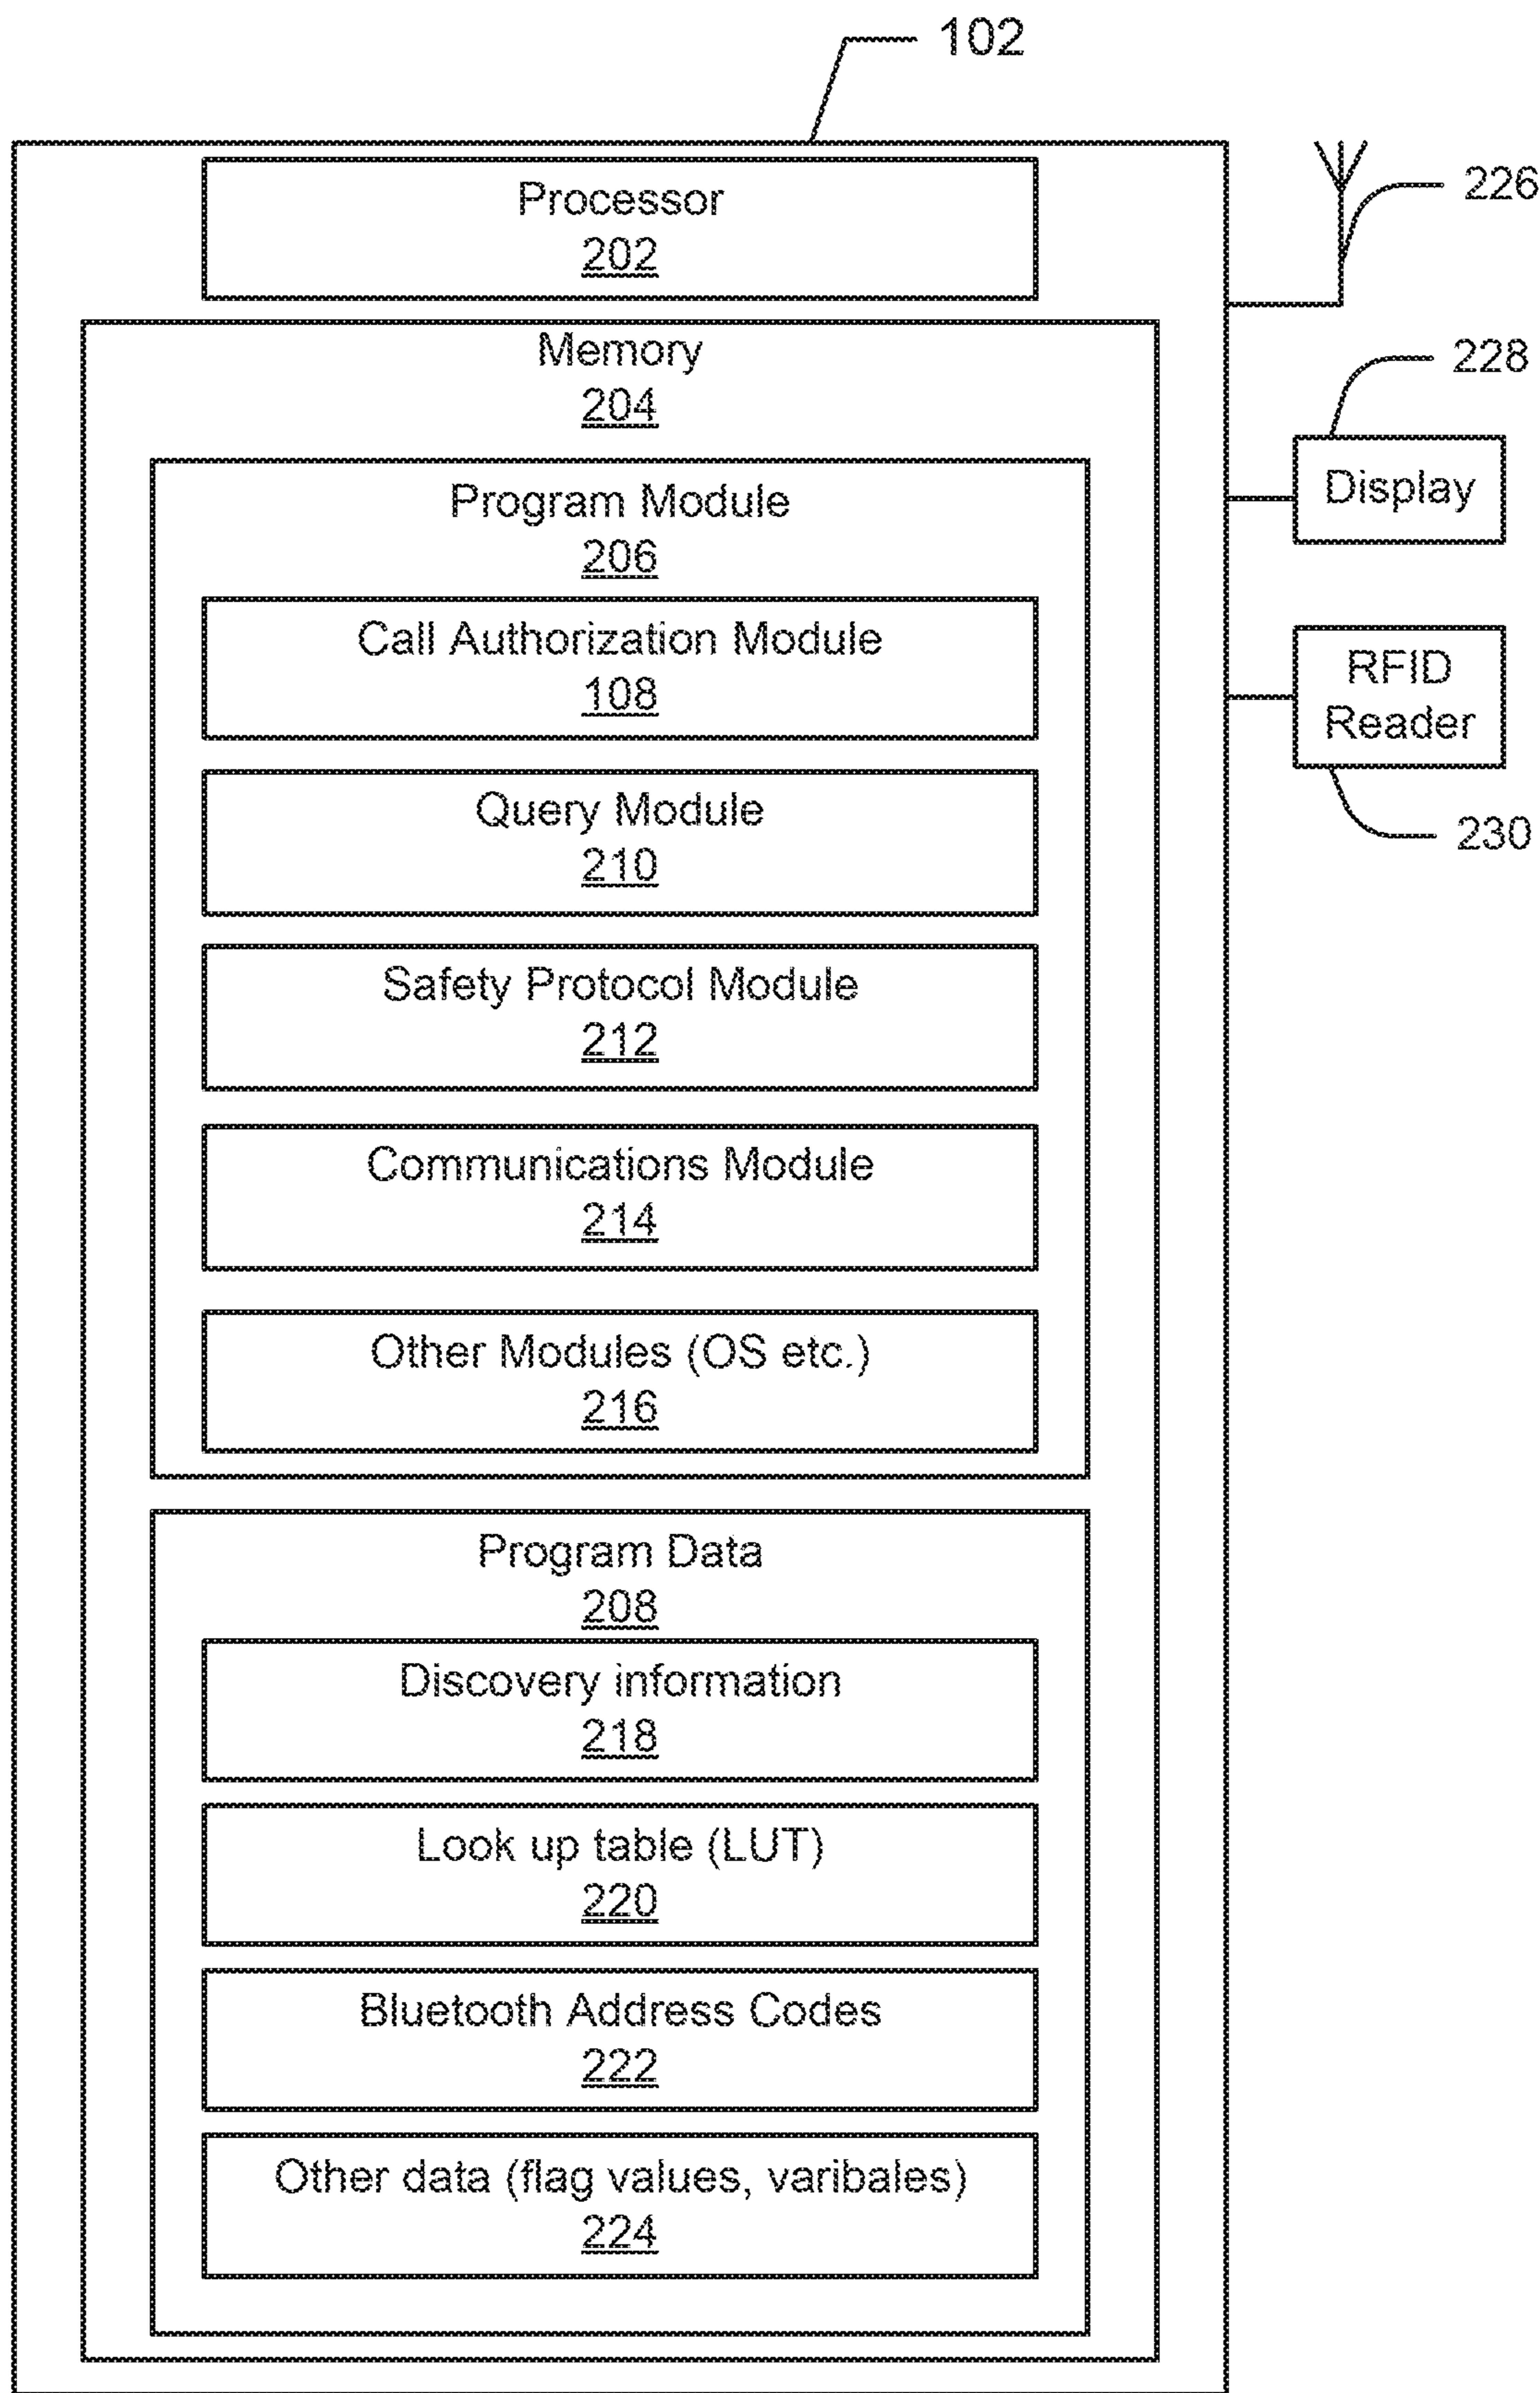 102
Processor
202
226
Memory
204
228
Display
Program Module
206
Call Authorization Module
108
RFID
Reader
230
Query Module
210
Safety Protocol Module
212
Communications Module
214
Other Modules (OS etc.)
216
Program Data
208
Discovery information
218
Look up table (LUT)
220
Bluetooth Address Codes
222
Other data (flag values, varibales)
224